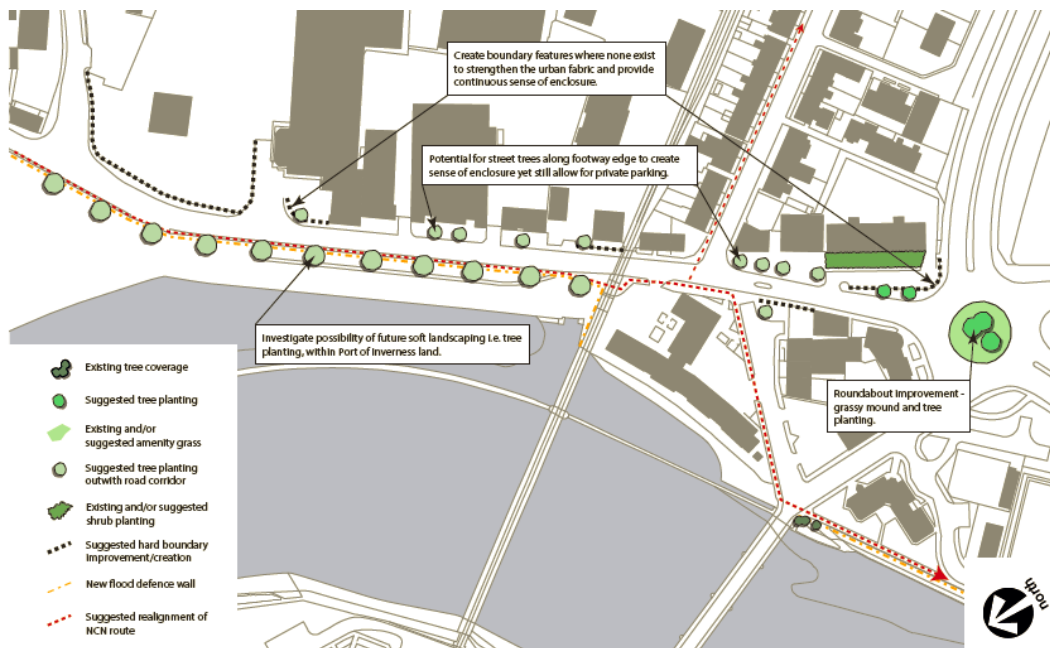 Create boundary features where none exist
to strengthen the urban fabric and provide
continuous sense of enclosure.
Potential for street trees along footway edge to create
sense of enclosure yet still allow for private parking.
Investigate possibility of future soft landscaping i.e. tree
planting, within Port of Inverness land.
Roundabout improvement -
grassy mound and tree
planting.
Existing tree coverage
Suggested tree planting
Existing and/or
suggested amenity grass
Suggested tree planting
outwith road corridor
Existing and/or suggested
shrub planting
Suggested hard boundary
improvement/creation
New flood defence wall
Suggested realignment of
NCN route
north